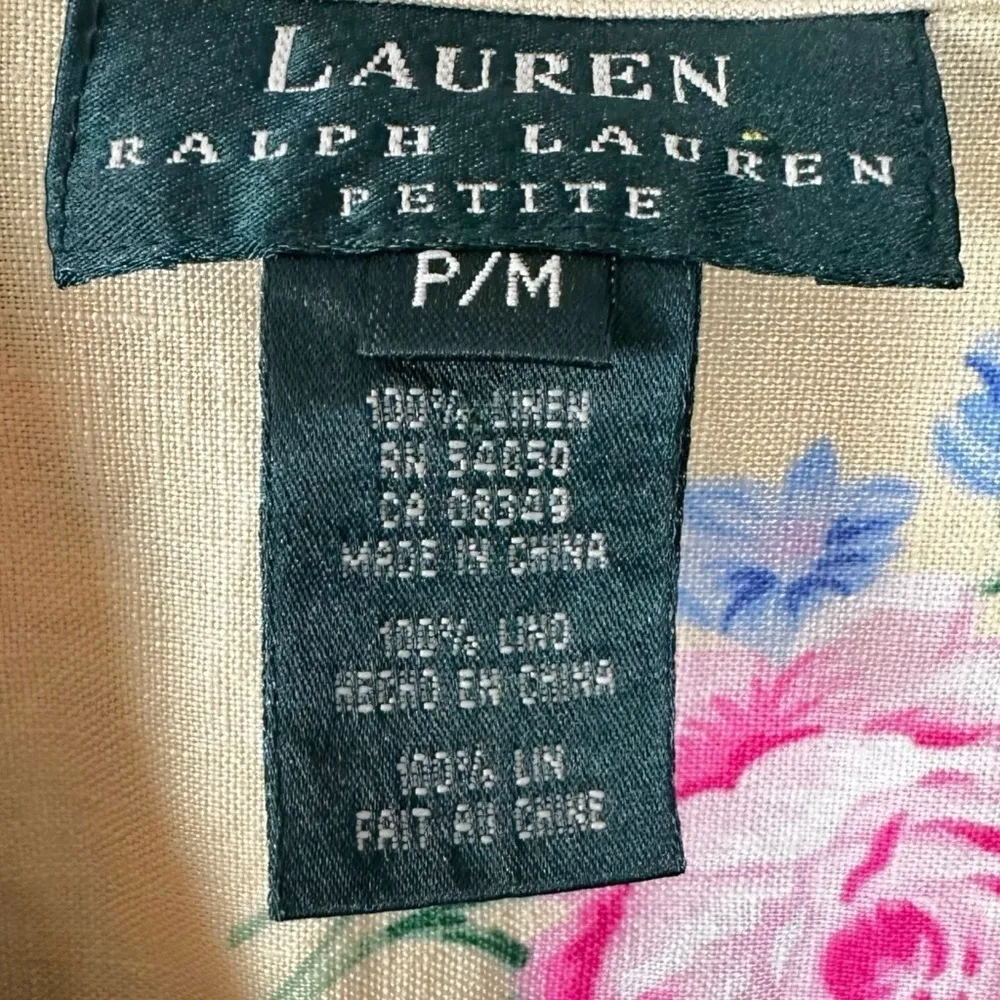 LAUREN
RALPH LAUREN
PETITE
P/M
100% LINEN
RN 54050
CA 08349
MADE IN CHINA
100% LINO
HECHO EN CHINA
100% LIN
FAIT AU CHINE